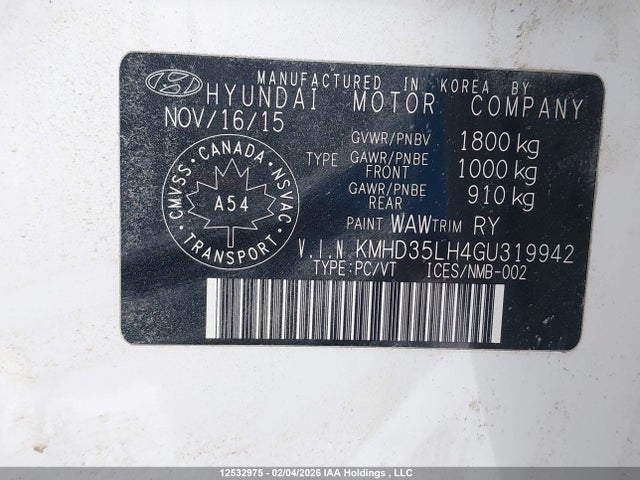 MANUFACTURED IN KOREA BY
HYUNDAI MOTOR COMPANY
NOV/16/15
GVWR/PNBV 1800 kg
TYPE GAWR/PNBE FRONT 1000 kg
GAWR/PNBE REAR 910 kg
CANADA
CMVSS NSVAC
A54
TRANSPORT
PAINT WAW TRIM RY
V.I.N KMHD35LH4GU319942
TYPE:PC/VT ICES/NMB-002
12532975 - 02/04/2026 IAA Holdings , LLC